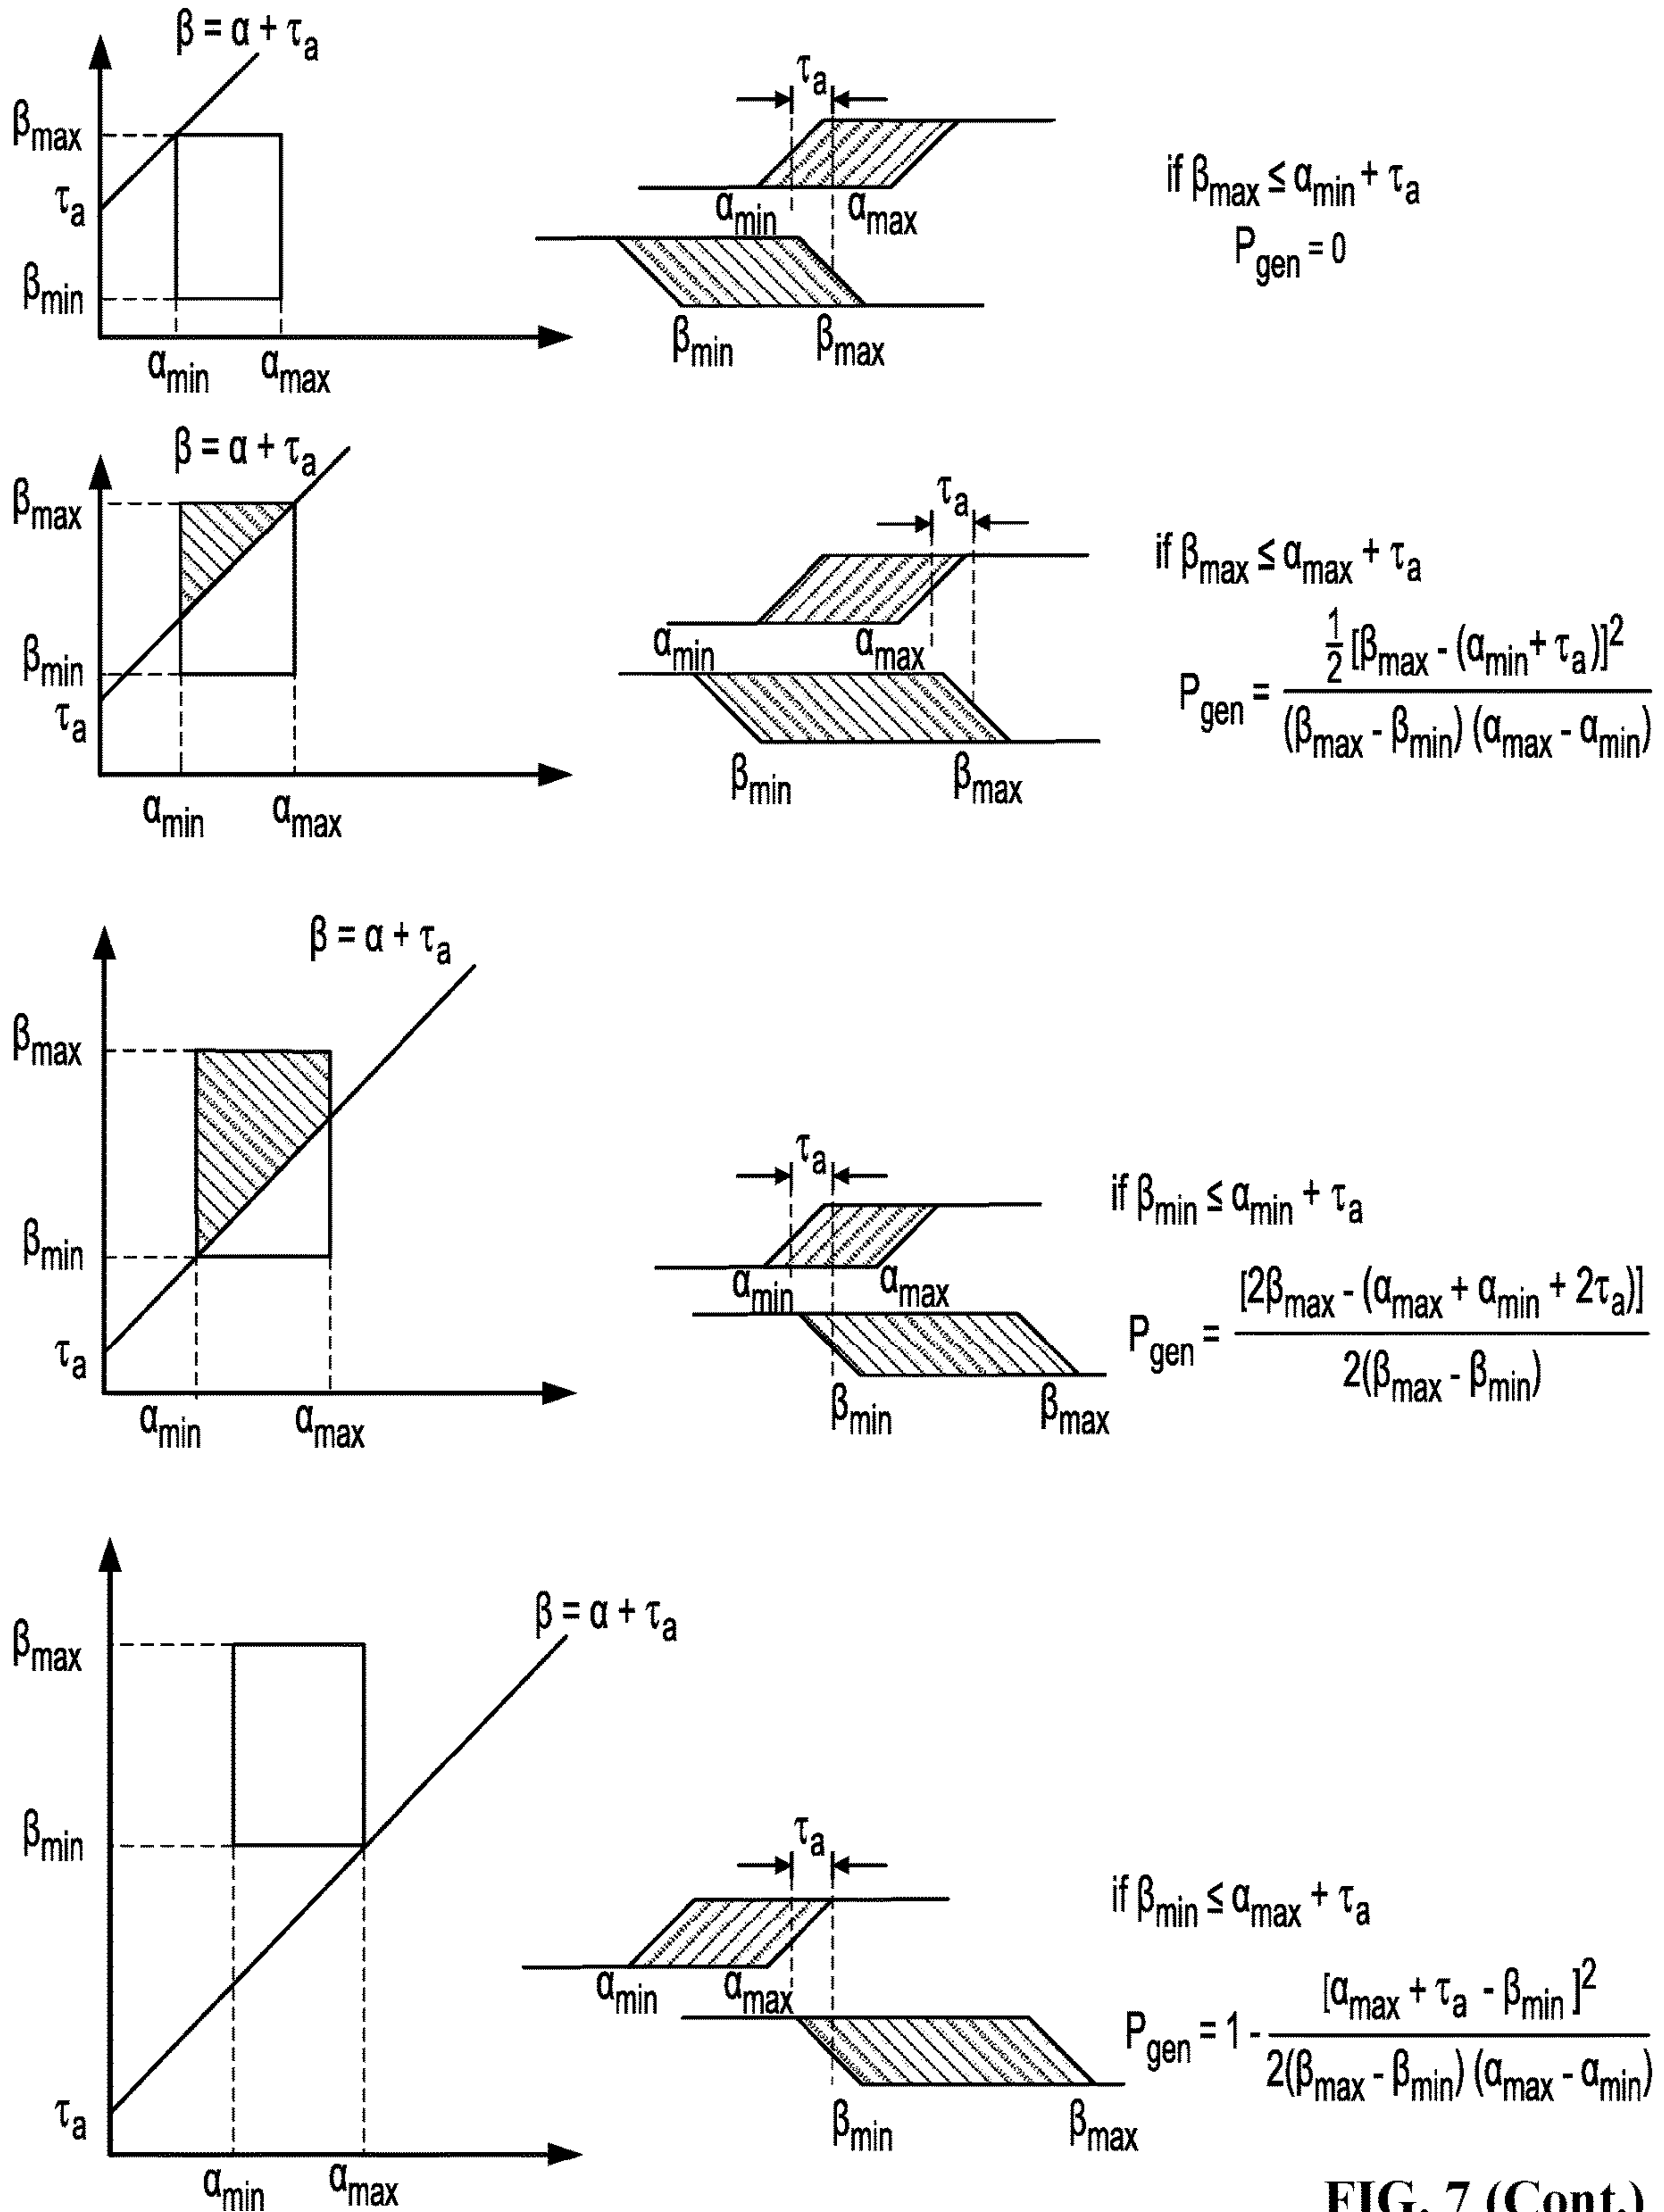 β = α + τa
βmax
τa
βmin
αmin
αmax
τa
αmin
αmax
βmin
βmax
if βmax ≤ αmin + τa
Pgen = 0
β = α + τa
βmax
βmin
τa
αmin
αmax
τa
αmin
αmax
βmin
βmax
if βmax ≤ αmax + τa
Pgen = 1/2 [βmax - (αmin + τa)]² / (βmax - βmin) (αmax - αmin)
β = α + τa
βmax
βmin
τa
αmin
αmax
τa
αmin
αmax
βmin
βmax
if βmin ≤ αmin + τa
Pgen = [2βmax - (αmax + αmin + 2τa)] / 2(βmax - βmin)
β = α + τa
βmax
βmin
τa
αmin
αmax
τa
αmin
αmax
βmin
βmax
if βmin ≤ αmax + τa
Pgen = 1 - [αmax + τa - βmin ]² / 2(βmax - βmin) (αmax - αmin)
FIG. 7 (Cont.)